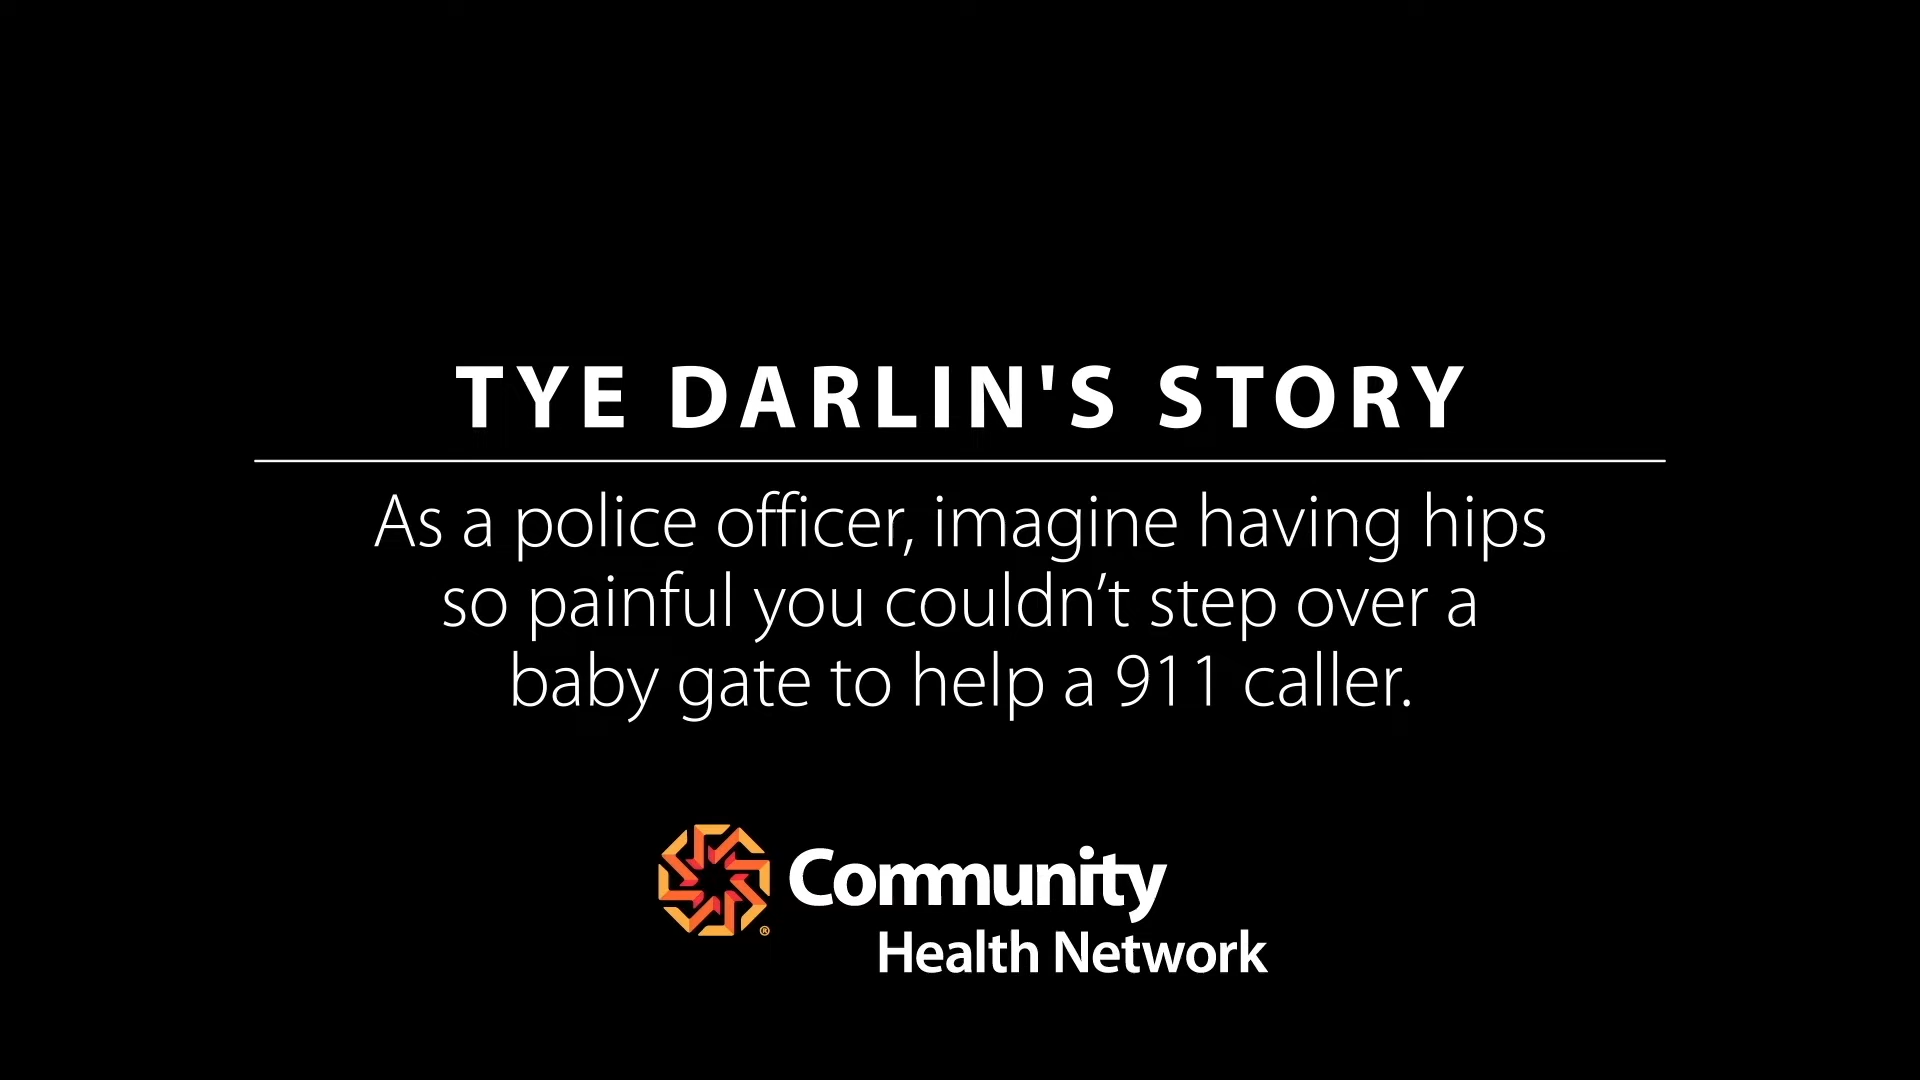 TYE DARLIN'S STORY
As a police officer, imagine having hips
so painful you couldn’t step over a
baby gate to help a 911 caller.
Community
Health Network
®